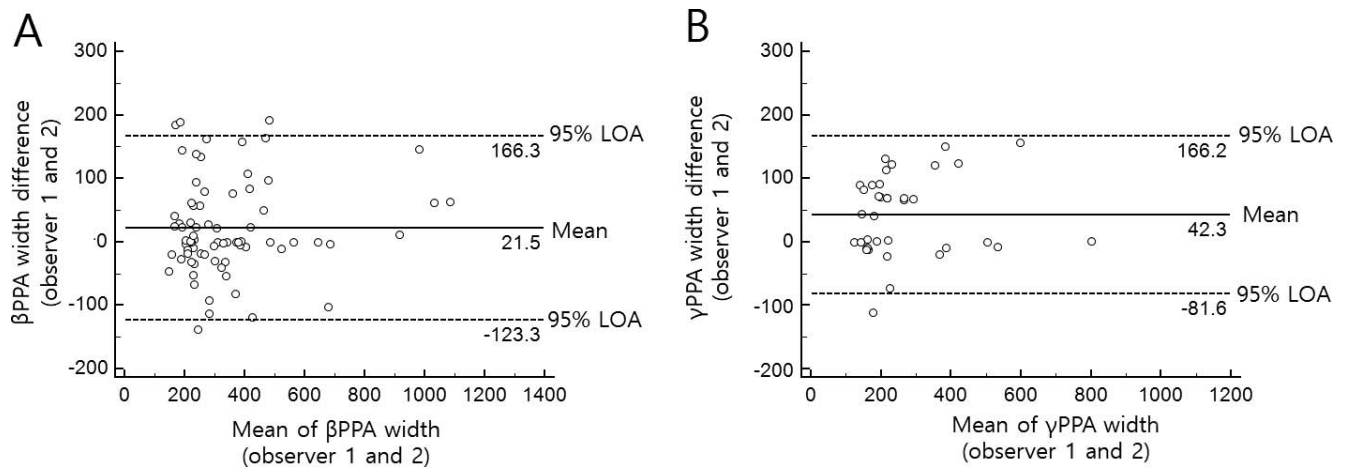 A
300
200
100
0
-100
-200
βPPA width difference
(observer 1 and 2)
95% LOA
166.3
Mean
21.5
95% LOA
-123.3
0 200 400 600 800 1000 1200 1400
Mean of βPPA width
(observer 1 and 2)
B
300
200
100
0
-100
-200
γPPA width difference
(observer 1 and 2)
95% LOA
166.2
Mean
42.3
95% LOA
-81.6
0 200 400 600 800 1000 1200
Mean of γPPA width
(observer 1 and 2)